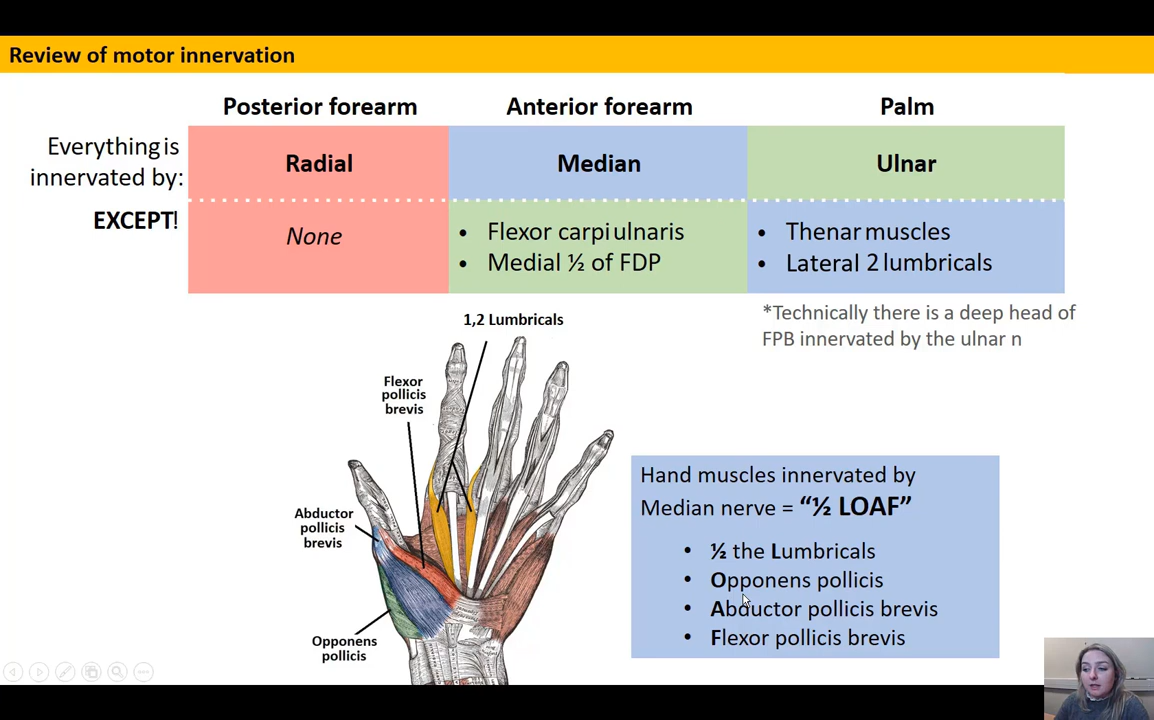 Review of motor innervation
Posterior forearm
Anterior forearm
Palm
Everything is
innervated by:
Radial
Median
Ulnar
EXCEPT!
None
• Flexor carpi ulnaris
• Medial ½ of FDP
• Thenar muscles
• Lateral 2 lumbricals
*Technically there is a deep head of
FPB innervated by the ulnar n
1,2 Lumbricals
Flexor
pollicis
brevis
Abductor
pollicis
brevis
Opponens
pollicis
Hand muscles innervated by
Median nerve = “½ LOAF”
• ½ the Lumbricals
• Opponens pollicis
• Abductor pollicis brevis
• Flexor pollicis brevis